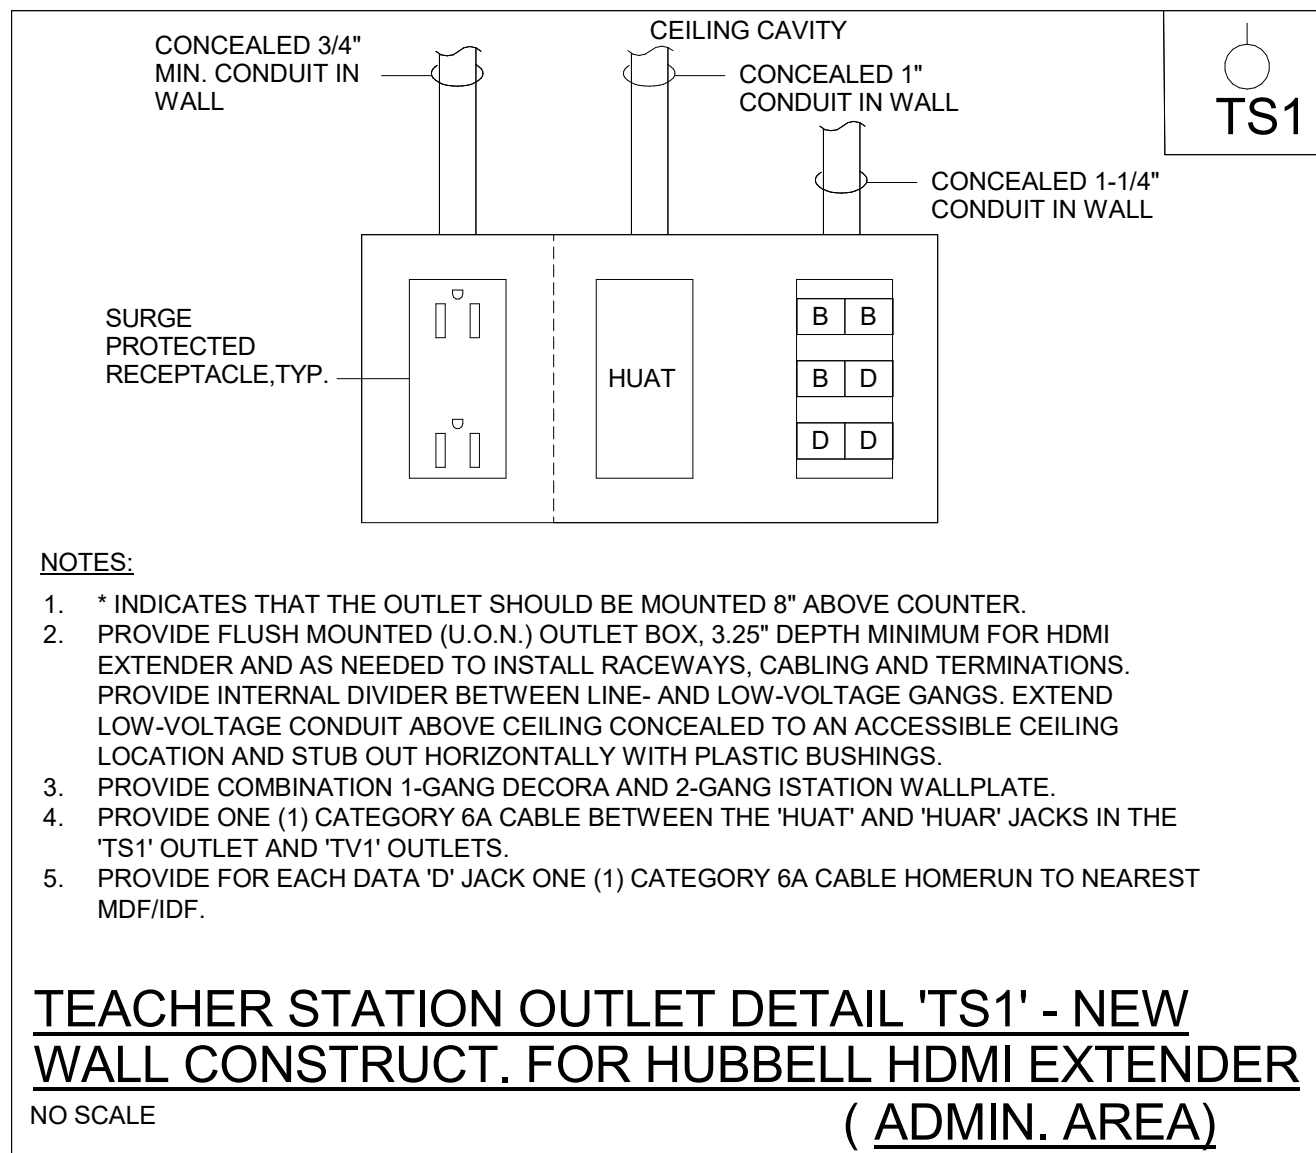 CEILING CAVITY
CONCEALED 3/4"
MIN. CONDUIT IN
WALL
CONCEALED 1"
CONDUIT IN WALL
TS1
CONCEALED 1-1/4"
CONDUIT IN WALL
SURGE
PROTECTED
RECEPTACLE,TYP.
HUAT
B B
B D
D D
NOTES:
1. * INDICATES THAT THE OUTLET SHOULD BE MOUNTED 8" ABOVE COUNTER.
2. PROVIDE FLUSH MOUNTED (U.O.N.) OUTLET BOX, 3.25" DEPTH MINIMUM FOR HDMI
EXTENDER AND AS NEEDED TO INSTALL RACEWAYS, CABLING AND TERMINATIONS.
PROVIDE INTERNAL DIVIDER BETWEEN LINE- AND LOW-VOLTAGE GANGS. EXTEND
LOW-VOLTAGE CONDUIT ABOVE CEILING CONCEALED TO AN ACCESSIBLE CEILING
LOCATION AND STUB OUT HORIZONTALLY WITH PLASTIC BUSHINGS.
3. PROVIDE COMBINATION 1-GANG DECORA AND 2-GANG ISTATION WALLPLATE.
4. PROVIDE ONE (1) CATEGORY 6A CABLE BETWEEN THE 'HUAT' AND 'HUAR' JACKS IN THE
'TS1' OUTLET AND 'TV1' OUTLETS.
5. PROVIDE FOR EACH DATA 'D' JACK ONE (1) CATEGORY 6A CABLE HOMERUN TO NEAREST
MDF/IDF.
TEACHER STATION OUTLET DETAIL 'TS1' - NEW
WALL CONSTRUCT. FOR HUBBELL HDMI EXTENDER
NO SCALE
( ADMIN. AREA)